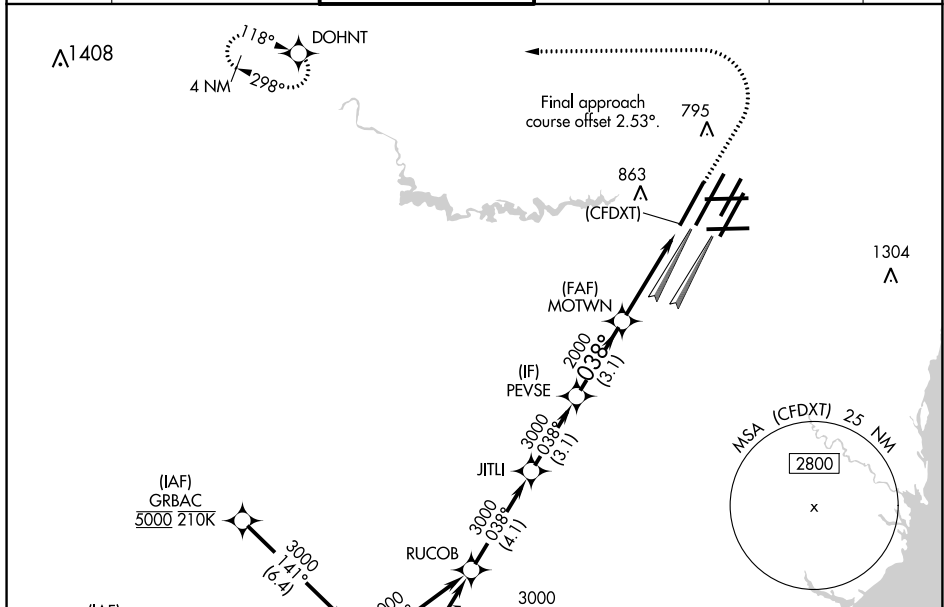 118°
DOHNT
1408
4 NM
298°
Final approach
course offset 2.53°.
795
863
(CFDXT)
1304
(FAF)
MOTWN
2000
038°
(3.1)
(IF)
PEVSE
MSA (CFDXT) 25 NM
3000
038°
(3.1)
2800
JITLI
x
(IAF)
GRBAC
5000 210K
3000
038°
(4.1)
RUCOB
3000
141°
(6.4)
3000